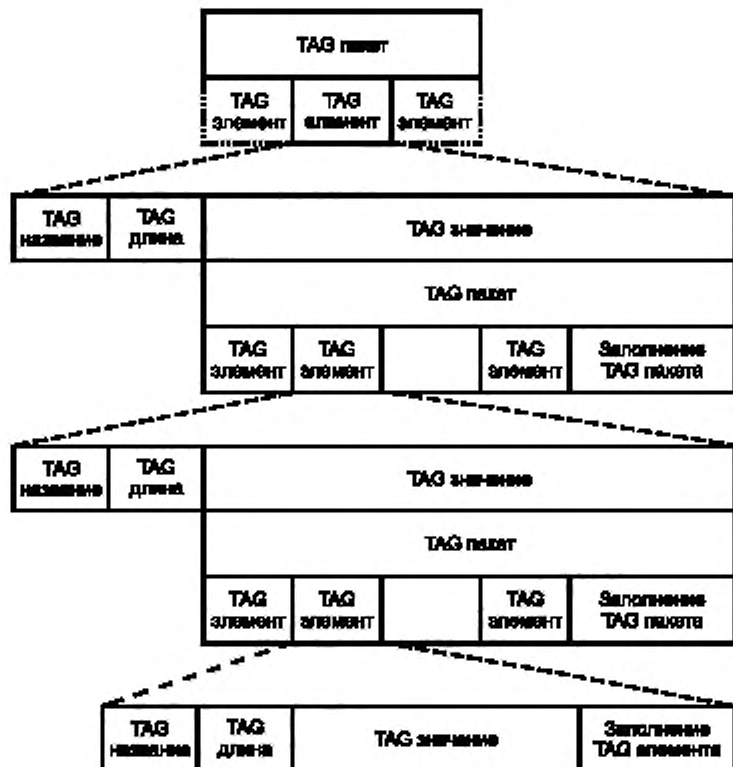 TAG пакет
TAG TAG TAG
элемент элемент элемент
TAG название
TAG длина
TAG значение
TAG пакет
TAG элемент
TAG элемент
TAG элемент
Заполнение
TAG пакета
TAG название
TAG длина
TAG значение
TAG пакет
TAG элемент
TAG элемент
TAG элемент
Заполнение
TAG пакета
TAG название
TAG длина
TAG значение
Заполнение
TAG элемента